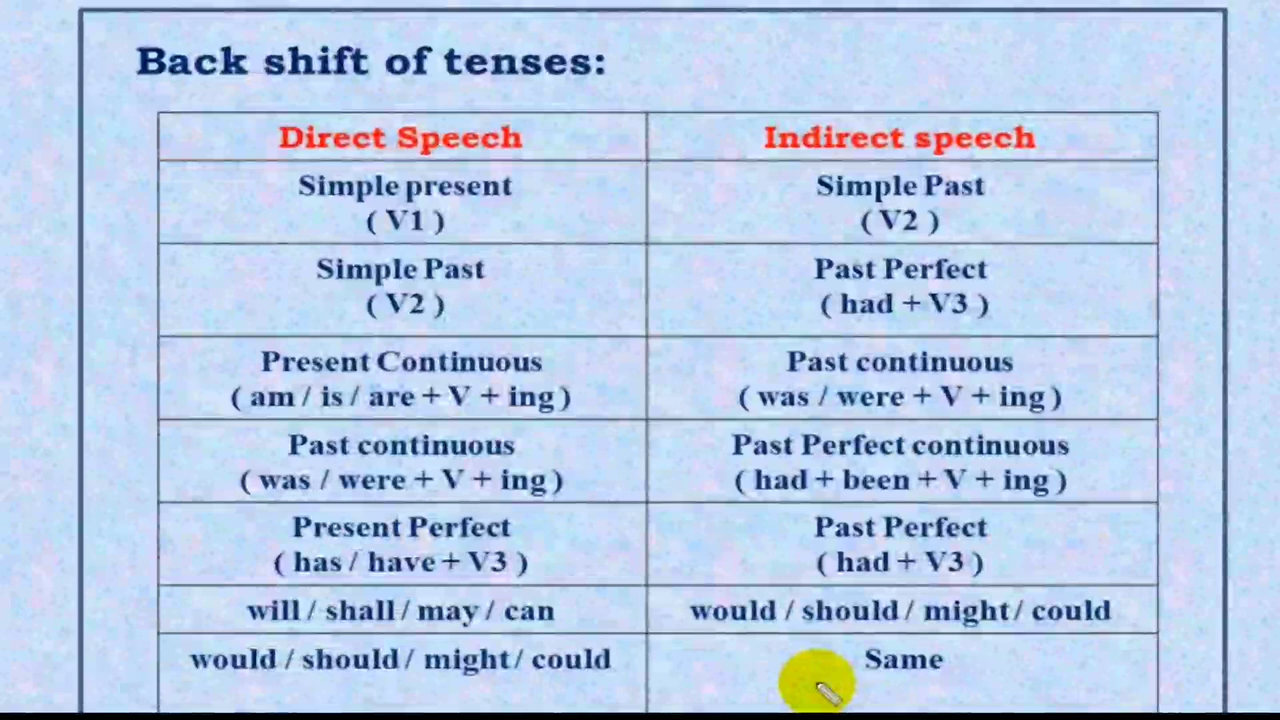 Back shift of tenses:
Direct Speech
Indirect speech
Simple present
( V1 )
Simple Past
( V2 )
Simple Past
( V2 )
Past Perfect
( had + V3 )
Present Continuous
( am / is / are + V + ing )
Past continuous
( was / were + V + ing )
Past continuous
( was / were + V + ing )
Past Perfect continuous
( had + been + V + ing )
Present Perfect
( has / have + V3 )
Past Perfect
( had + V3 )
will / shall / may / can
would / should / might / could
would / should / might / could
Same